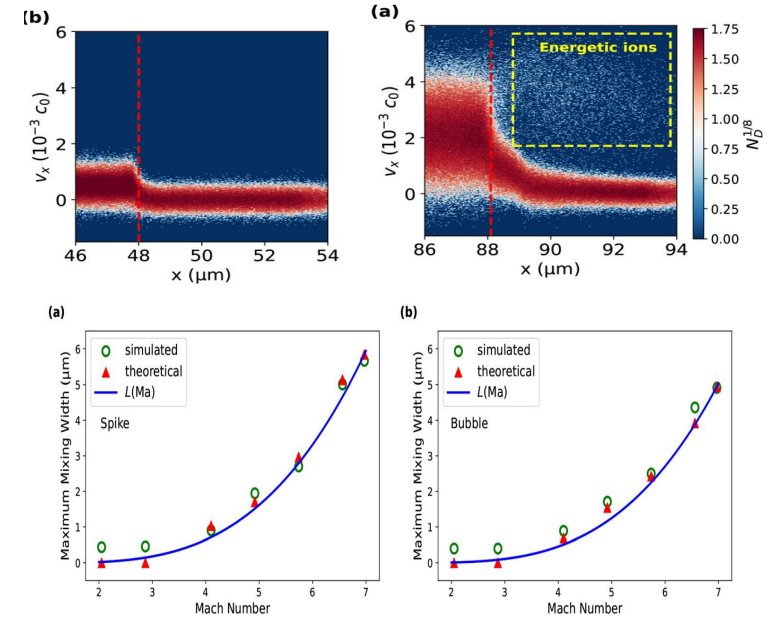 (b)
6
4
2
0
vₓ (10⁻³ c₀)
46 48 50 52 54
x (μm)
(a)
6
4
2
0
vₓ (10⁻³ c₀)
Energetic ions
86 88 90 92 94
x (μm)
1.75
1.50
1.25
1.00
0.75
0.50
0.25
0.00
N_D^{1/8}
(a)
simulated
theoretical
L(Ma)
Spike
6
5
4
3
2
1
0
Maximum Mixing Width (μm)
2 3 4 5 6 7
Mach Number
(b)
simulated
theoretical
L(Ma)
Bubble
6
5
4
3
2
1
0
Maximum Mixing Width (μm)
2 3 4 5 6 7
Mach Number